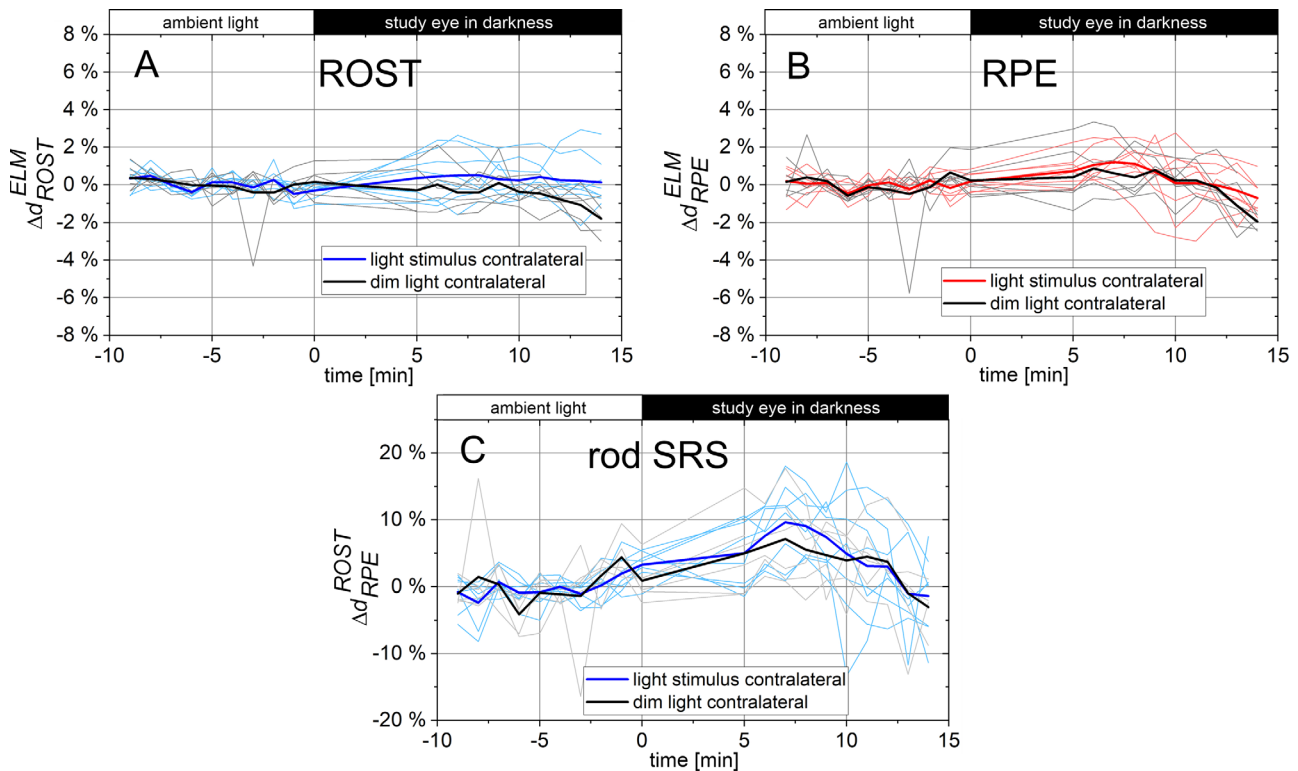 ambient light study eye in darkness
A ROST
8 %
6 %
4 %
2 %
0 %
-2 %
-4 %
-6 %
-8 %
Δd ELM ROST
light stimulus contralateral
dim light contralateral
-10 -5 0 5 10 15
time [min]
ambient light study eye in darkness
B RPE
8 %
6 %
4 %
2 %
0 %
-2 %
-4 %
-6 %
-8 %
Δd ELM RPE
light stimulus contralateral
dim light contralateral
-10 -5 0 5 10 15
time [min]
ambient light study eye in darkness
C rod SRS
20 %
10 %
0 %
-10 %
-20 %
Δd ROST RPE
light stimulus contralateral
dim light contralateral
-10 -5 0 5 10 15
time [min]